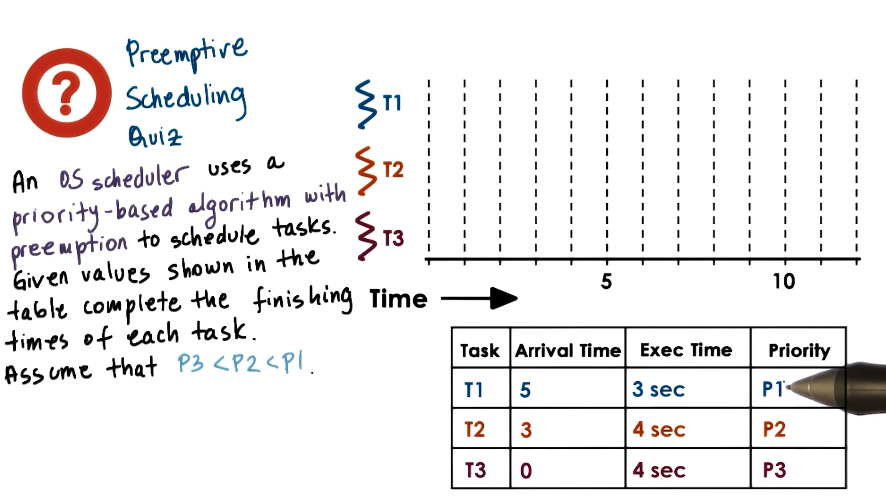 ?
Preemptive
Scheduling
Quiz
An OS scheduler uses a
priority-based algorithm with
preemption to schedule tasks.
Given values shown in the
table complete the finishing
times of each task.
Assume that P3 < P2 < P1.
T1
T2
T3
5 10
Time
Task Arrival Time Exec Time Priority
T1 5 3 sec P1
T2 3 4 sec P2
T3 0 4 sec P3